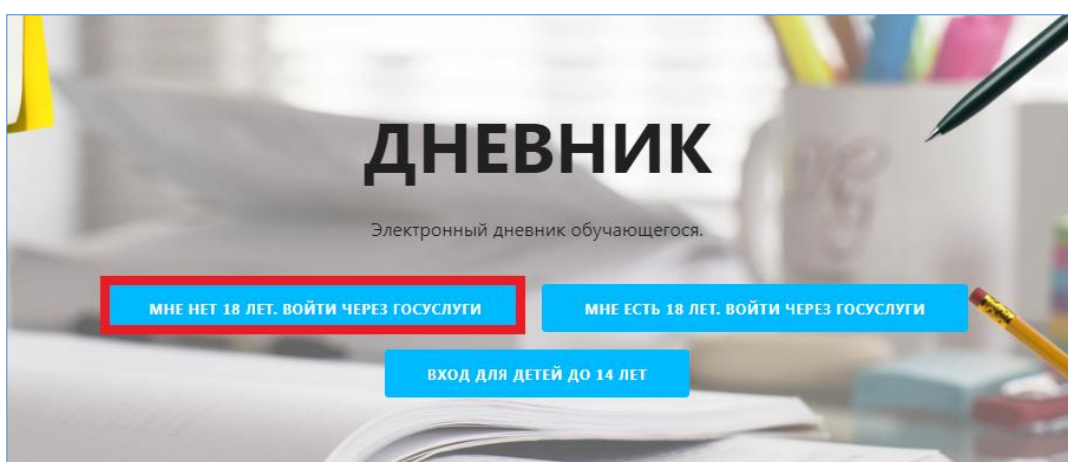 ДНЕВНИК
Электронный дневник обучающегося.
МНЕ НЕТ 18 ЛЕТ. ВОЙТИ ЧЕРЕЗ ГОСУСЛУГИ
МНЕ ЕСТЬ 18 ЛЕТ. ВОЙТИ ЧЕРЕЗ ГОСУСЛУГИ
ВХОД ДЛЯ ДЕТЕЙ ДО 14 ЛЕТ